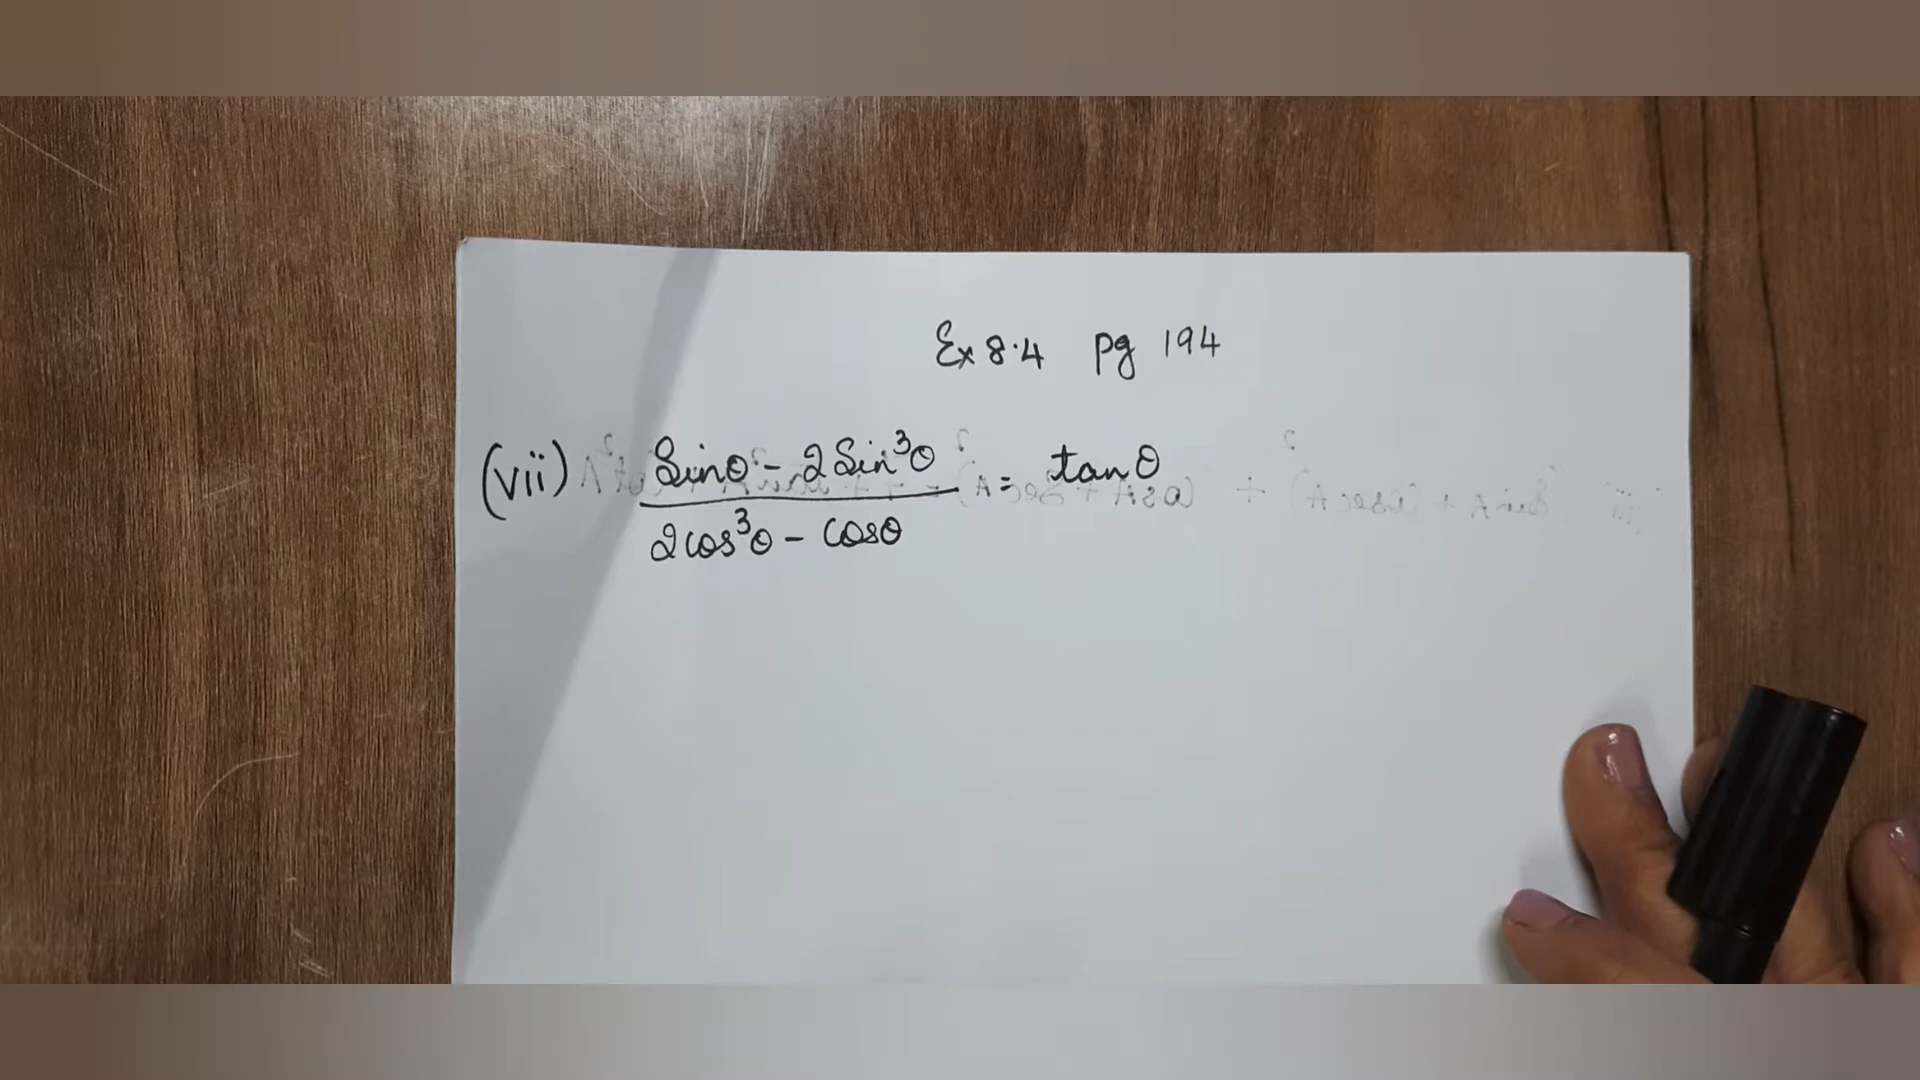 Ex 8.4 pg 194
(vii) Sinθ - 2Sin³θ = tanθ
2cos³θ - cosθ